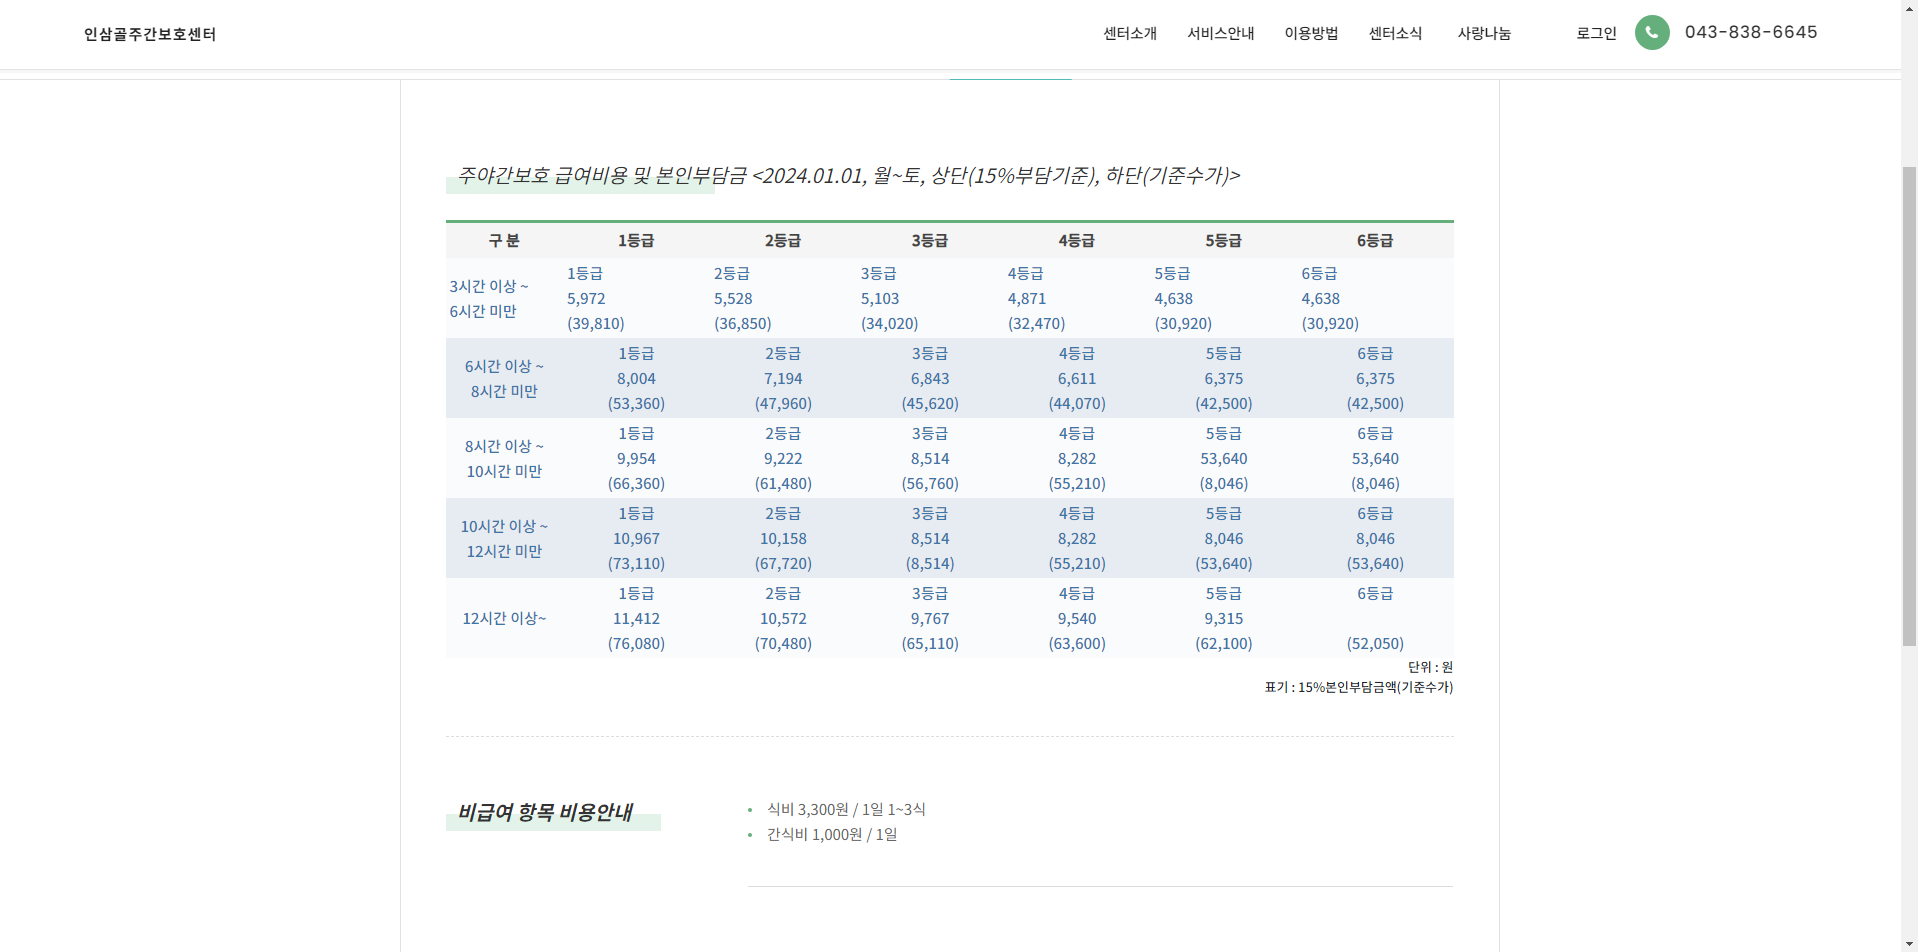 인삼골주간보호센터
센터소개 서비스안내 이용방법 센터소식 사랑나눔 로그인 043-838-6645
주야간보호 급여비용 및 본인부담금 <2024.01.01, 월~토, 상단(15%부담기준), 하단(기준수가)>
구 분 1등급 2등급 3등급 4등급 5등급 6등급
3시간 이상 ~
6시간 미만
1등급 2등급 3등급 4등급 5등급 6등급
5,972 5,528 5,103 4,871 4,638 4,638
(39,810) (36,850) (34,020) (32,470) (30,920) (30,920)
6시간 이상 ~
8시간 미만
1등급 2등급 3등급 4등급 5등급 6등급
8,004 7,194 6,843 6,611 6,375 6,375
(53,360) (47,960) (45,620) (44,070) (42,500) (42,500)
8시간 이상 ~
10시간 미만
1등급 2등급 3등급 4등급 5등급 6등급
9,954 9,222 8,514 8,282 53,640 53,640
(66,360) (61,480) (56,760) (55,210) (8,046) (8,046)
10시간 이상 ~
12시간 미만
1등급 2등급 3등급 4등급 5등급 6등급
10,967 10,158 8,514 8,282 8,046 8,046
(73,110) (67,720) (8,514) (55,210) (53,640) (53,640)
12시간 이상~
1등급 2등급 3등급 4등급 5등급 6등급
11,412 10,572 9,767 9,540 9,315
(76,080) (70,480) (65,110) (63,600) (62,100) (52,050)
단위 : 원
표기 : 15%본인부담금액(기준수가)
비급여 항목 비용안내
• 식비 3,300원 / 1일 1~3식
• 간식비 1,000원 / 1일